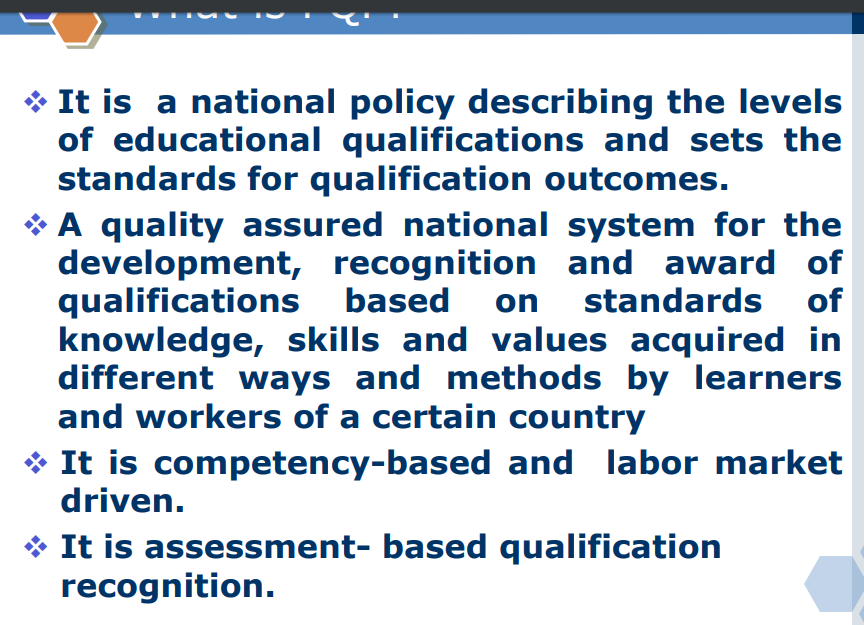 It is a national policy describing the levels
of educational qualifications and sets the
standards for qualification outcomes.
A quality assured national system for the
development, recognition and award of
qualifications based on standards of
knowledge, skills and values acquired in
different ways and methods by learners
and workers of a certain country
It is competency-based and labor market
driven.
It is assessment- based qualification
recognition.